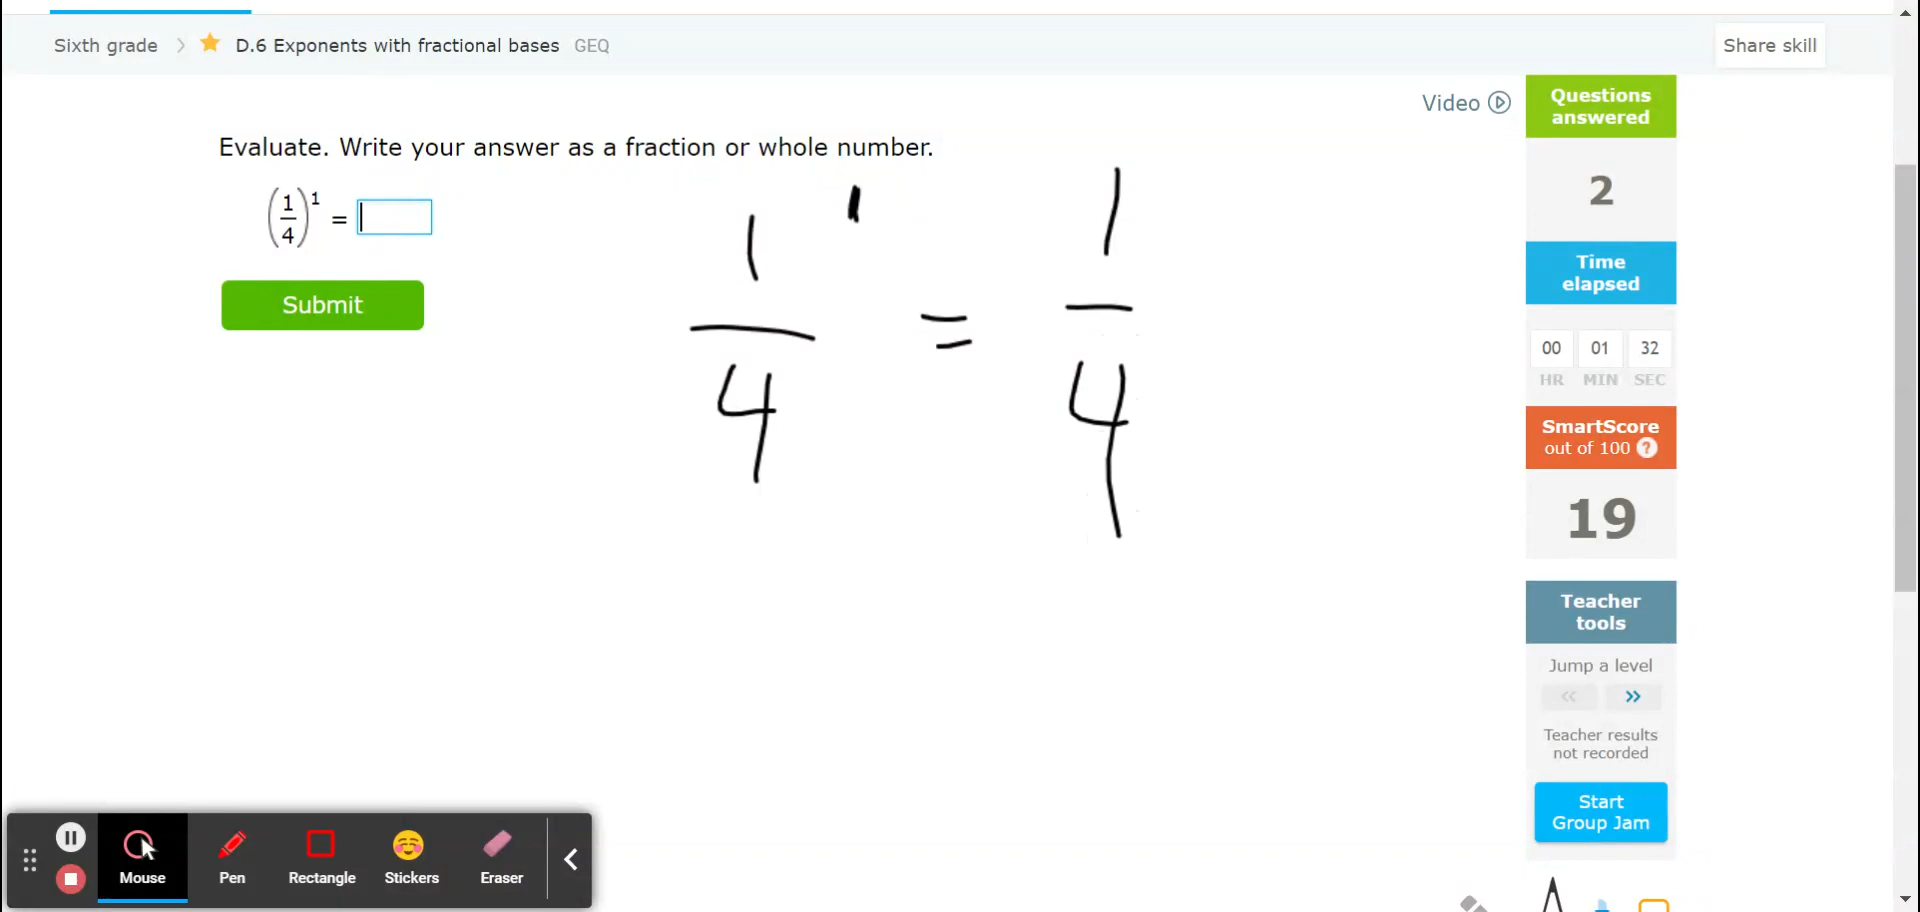 Sixth grade > D.6 Exponents with fractional bases GEQ
Share skill
Video
Evaluate. Write your answer as a fraction or whole number.
(1/4)^1 =
Submit
1/4 ^1 = 1/4
Questions
answered
2
Time
elapsed
00 01 32
HR MIN SEC
SmartScore
out of 100 ?
19
Teacher
tools
Jump a level
<< >>
Teacher results
not recorded
Start
Group Jam
Mouse Pen Rectangle Stickers Eraser